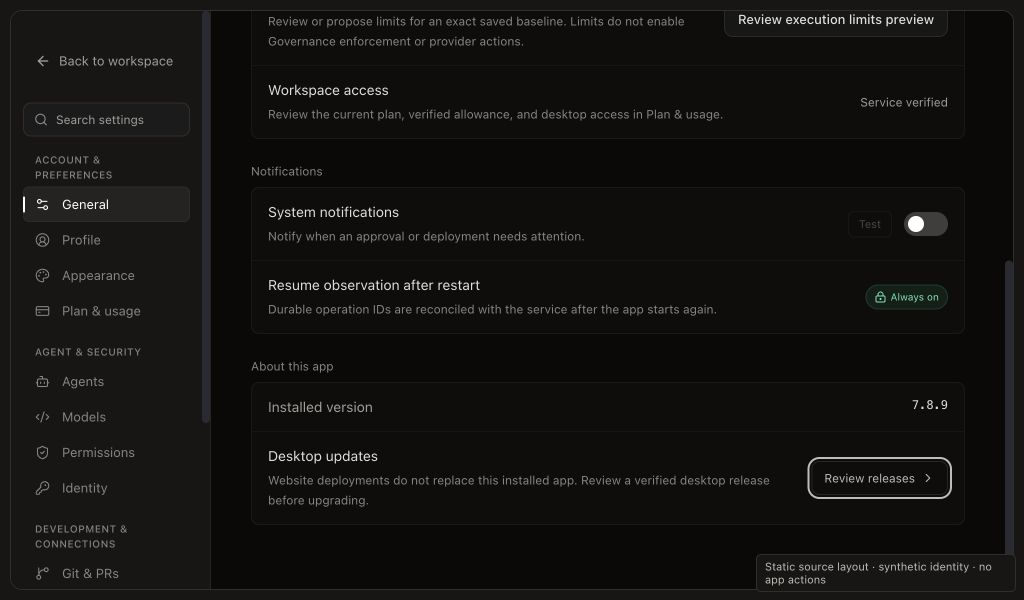 Back to workspace
Search settings
ACCOUNT &
PREFERENCES
General
Profile
Appearance
Plan & usage
AGENT & SECURITY
Agents
Models
Permissions
Identity
DEVELOPMENT &
CONNECTIONS
Git & PRs
Review or propose limits for an exact saved baseline. Limits do not enable
Governance enforcement or provider actions.
Review execution limits preview
Workspace access
Review the current plan, verified allowance, and desktop access in Plan & usage.
Service verified
Notifications
System notifications
Notify when an approval or deployment needs attention.
Test
Resume observation after restart
Durable operation IDs are reconciled with the service after the app starts again.
Always on
About this app
Installed version
7.8.9
Desktop updates
Website deployments do not replace this installed app. Review a verified desktop release
before upgrading.
Review releases
Static source layout · synthetic identity · no
app actions